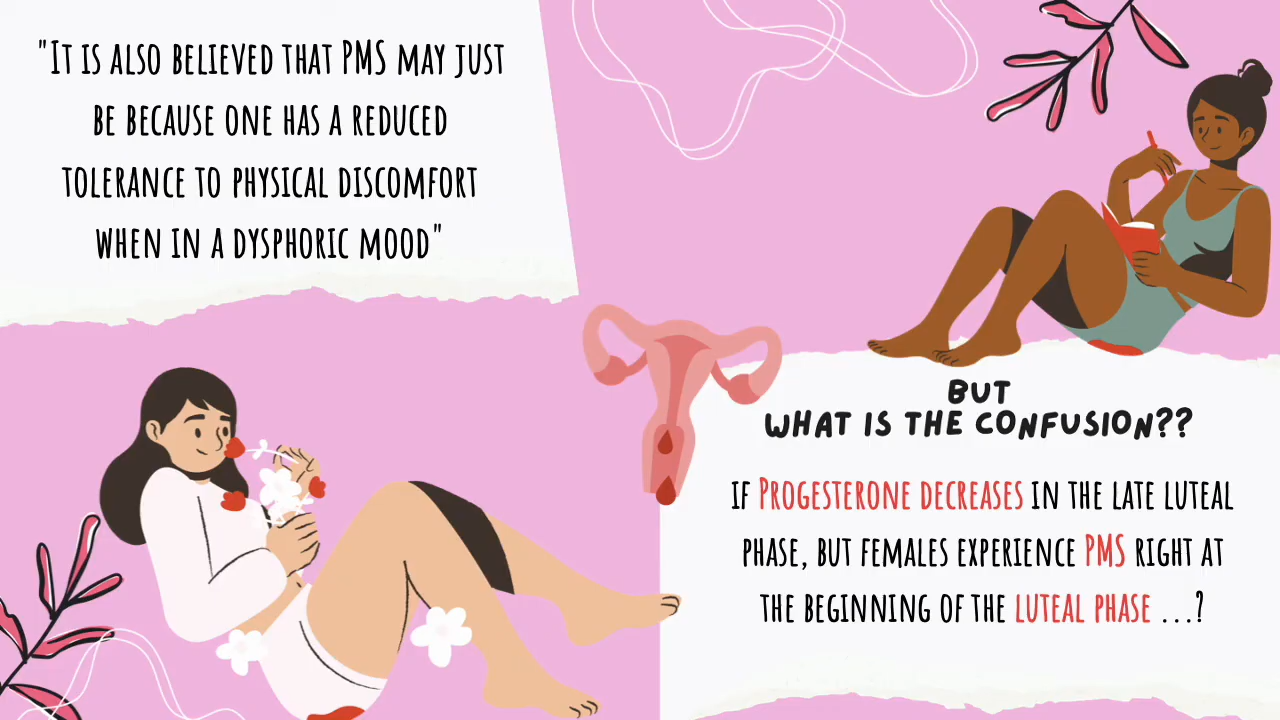 "It is also believed that PMS may just
be because one has a reduced
tolerance to physical discomfort
when in a dysphoric mood"
BUT
WHAT IS THE CONFUSION??
if Progesterone decreases in the late luteal
phase, but females experience PMS right at
the beginning of the luteal phase ...?